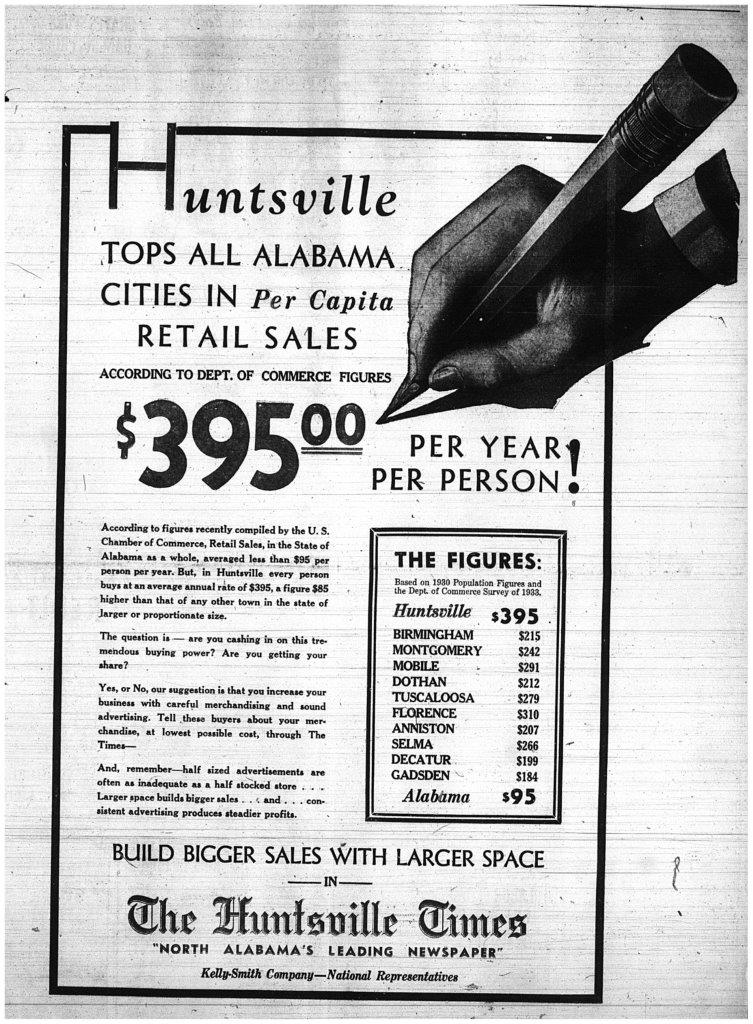 Huntsville
TOPS ALL ALABAMA
CITIES IN Per Capita
RETAIL SALES
ACCORDING TO DEPT. OF COMMERCE FIGURES
$395.00
PER YEAR
PER PERSON!
According to figures recently compiled by the U. S.
Chamber of Commerce, Retail Sales, in the State of
Alabama as a whole, averaged less than $95 per
person per year. But, in Huntsville every person
buys at an average annual rate of $395, a figure $85
higher than that of any other town in the state of
larger or proportionate size.
The question is — are you cashing in on this tre-
mendous buying power? Are you getting your
share?
Yes, or No, our suggestion is that you increase your
business with careful merchandising and sound
advertising. Tell these buyers about your mer-
chandise, at lowest possible cost, through The
Times—
And, remember—half sized advertisements are
often as inadequate as a half stocked store . . .
Larger space builds bigger sales . . . and . . . con-
sistent advertising produces steadier profits.
THE FIGURES:
Based on 1930 Population Figures and
the Dept. of Commerce Survey of 1933.
Huntsville $395
BIRMINGHAM $215
MONTGOMERY $242
MOBILE $291
DOTHAN $212
TUSCALOOSA $279
FLORENCE $310
ANNISTON $207
SELMA $266
DECATUR $199
GADSDEN $184
Alabama $95
BUILD BIGGER SALES WITH LARGER SPACE
—IN—
The Huntsville Times
"NORTH ALABAMA'S LEADING NEWSPAPER"
Kelly-Smith Company—National Representatives